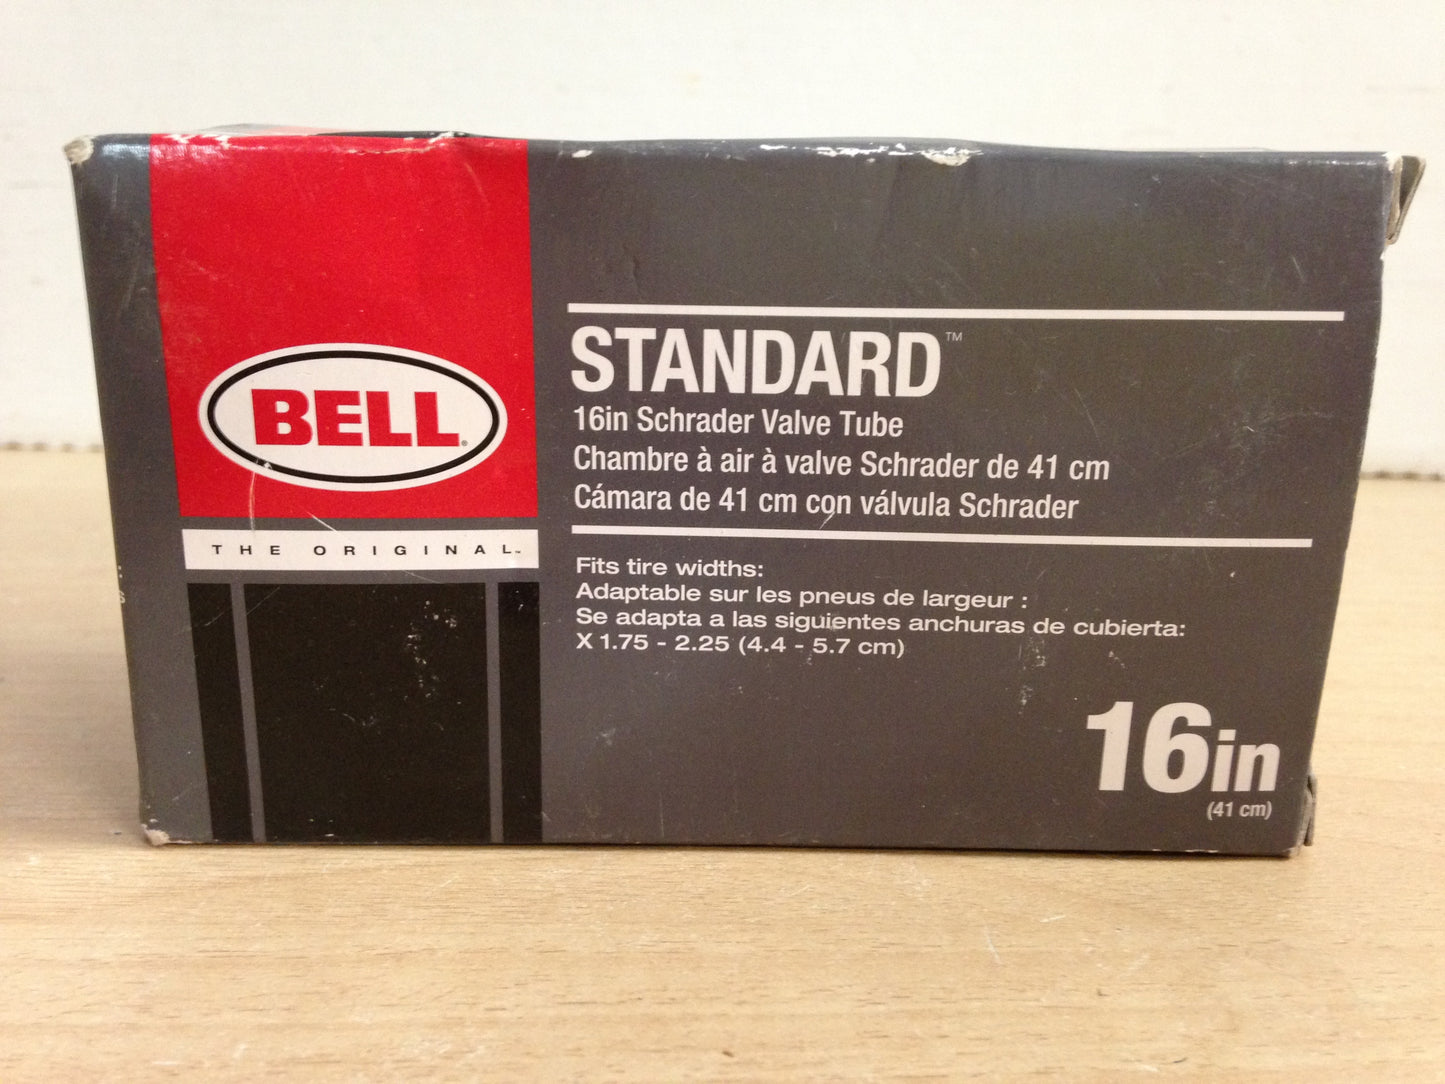 BELL®
THE ORIGINAL™
STANDARD™
16in Schrader Valve Tube
Chambre à air à valve Schrader de 41 cm
Cámara de 41 cm con válvula Schrader
Fits tire widths:
Adaptable sur les pneus de largeur :
Se adapta a las siguientes anchuras de cubierta:
X 1.75 - 2.25 (4.4 - 5.7 cm)
16in
(41 cm)